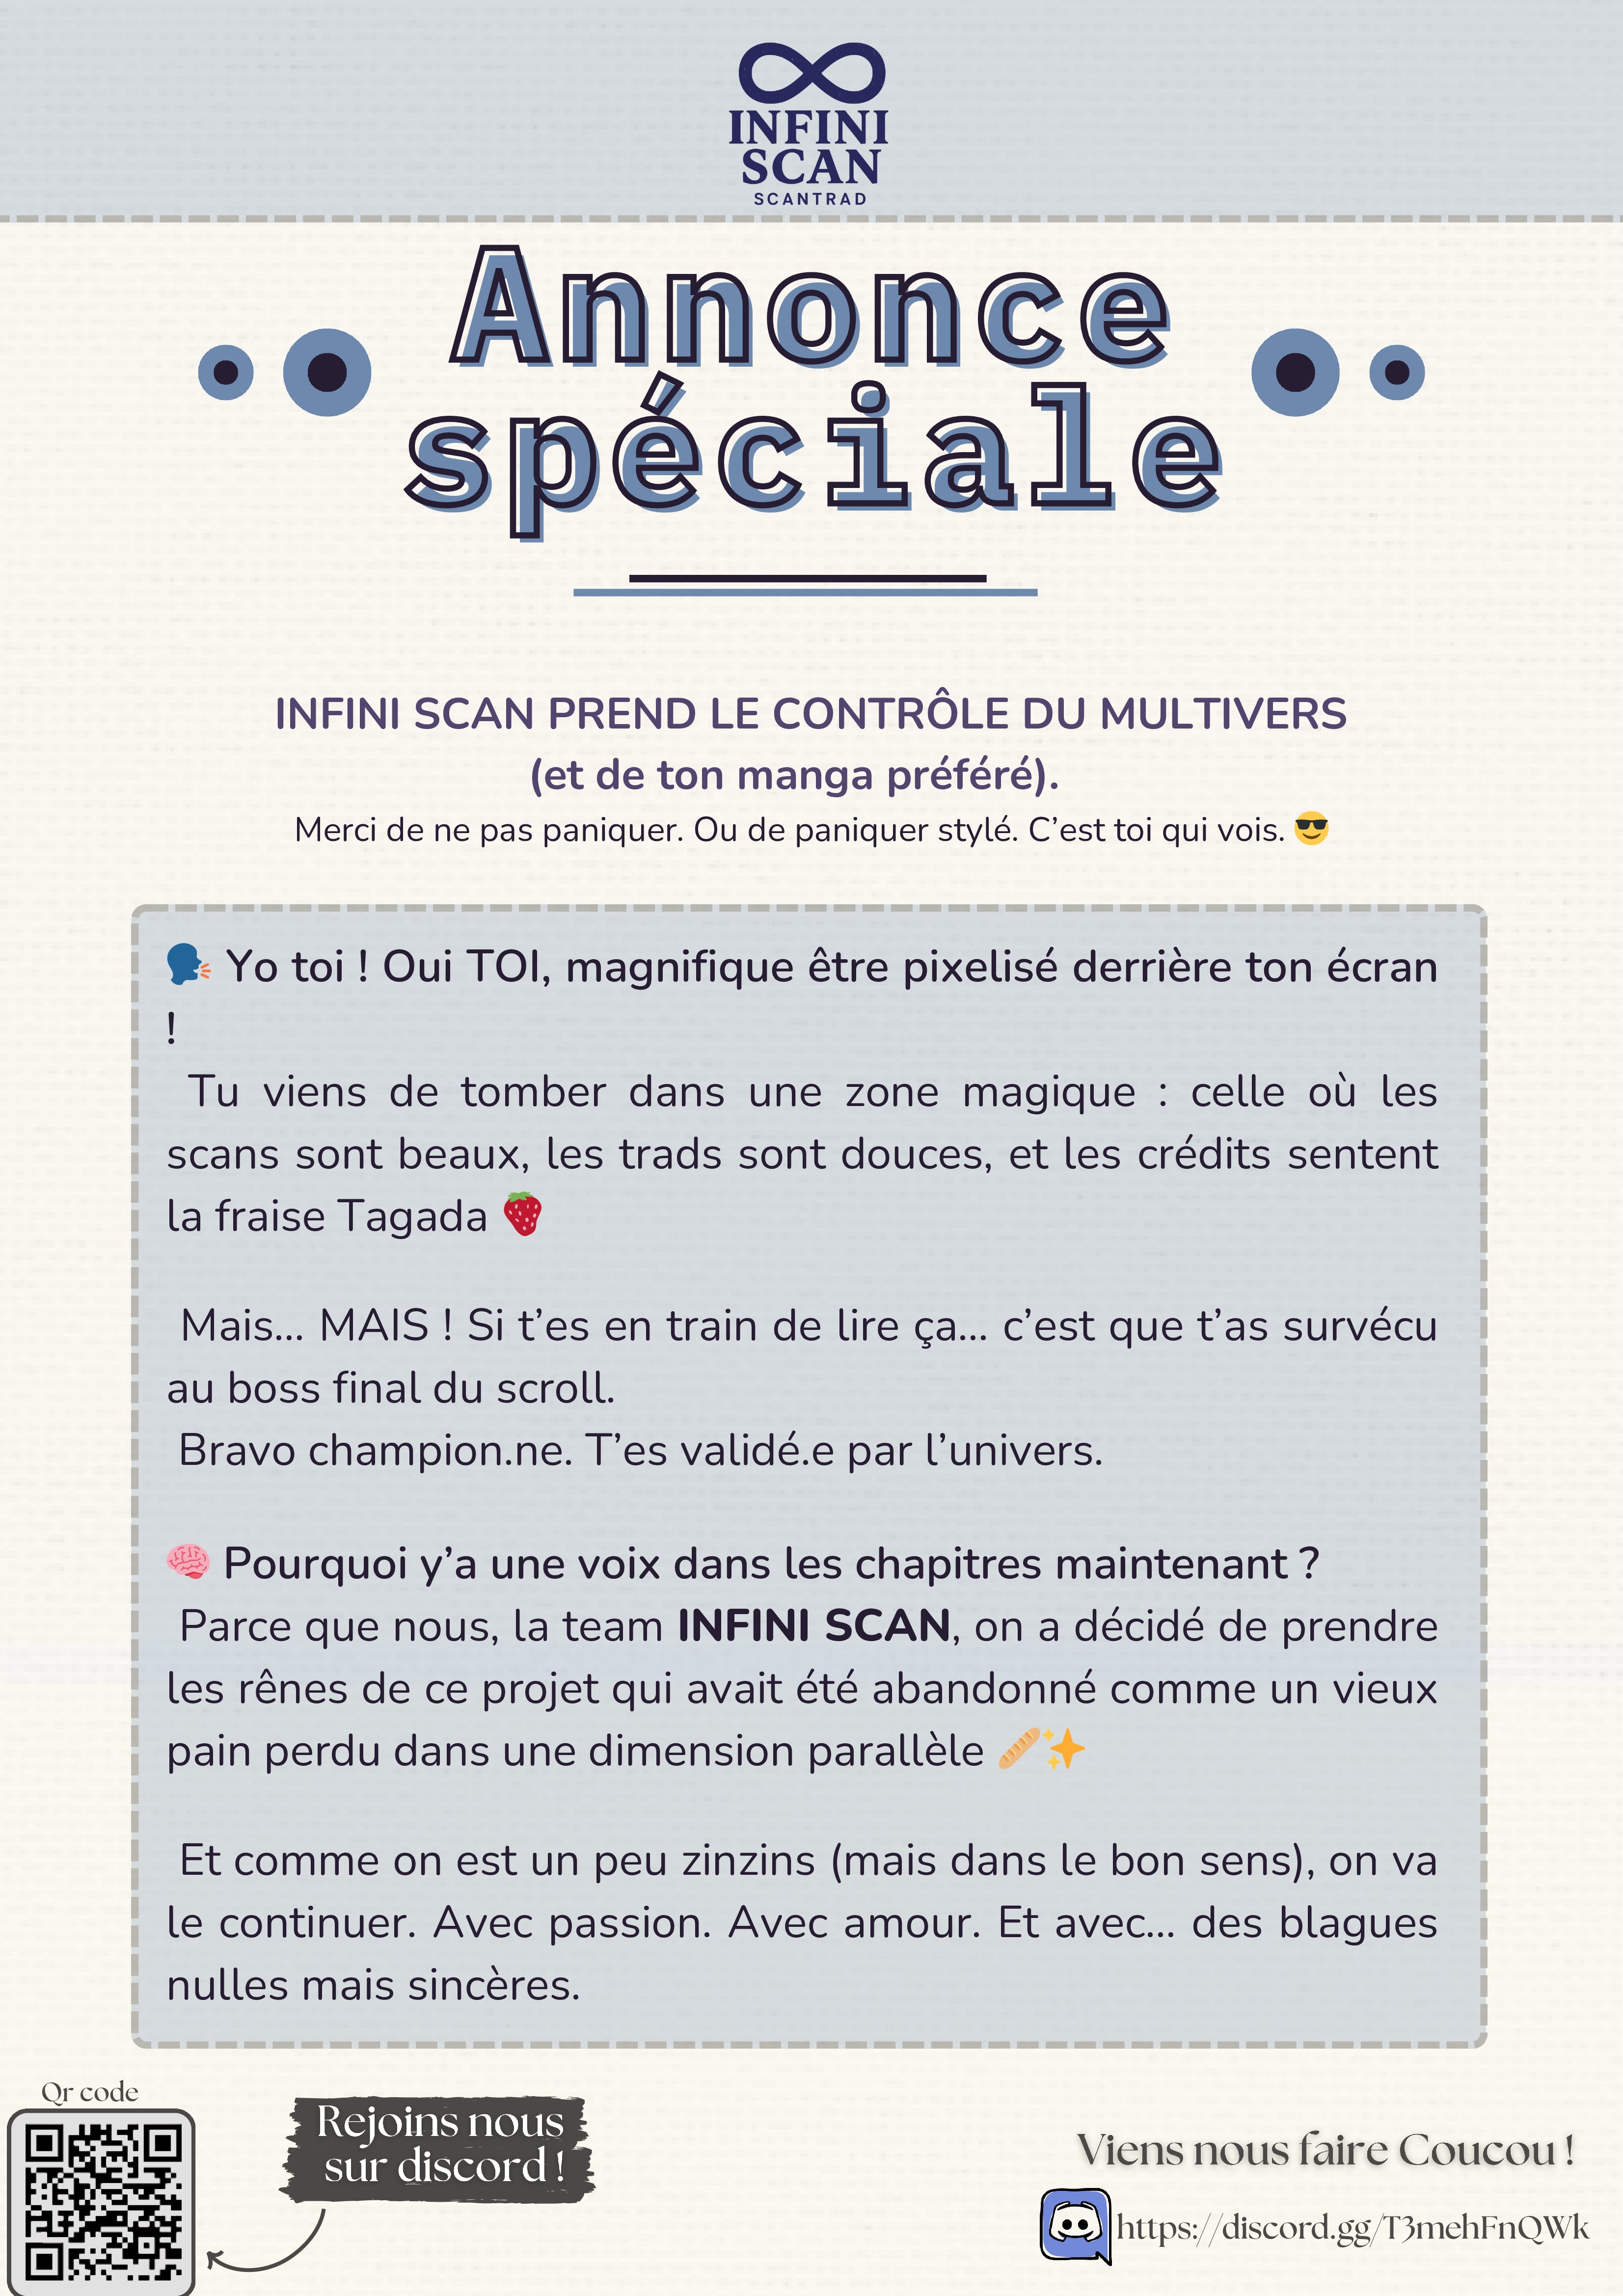 INFINI
SCAN
SCANTRAD
Annonce
spéciale
INFINI SCAN PREND LE CONTRÔLE DU MULTIVERS
(et de ton manga préféré).
Merci de ne pas paniquer. Ou de paniquer stylé. C’est toi qui vois. 😎
🗣️ Yo toi ! Oui TOI, magnifique être pixelisé derrière ton écran
!
Tu viens de tomber dans une zone magique : celle où les
scans sont beaux, les trads sont douces, et les crédits sentent
la fraise Tagada 🍓
Mais… MAIS ! Si t’es en train de lire ça… c’est que t’as survécu
au boss final du scroll.
Bravo champion.ne. T’es validé.e par l’univers.
🧠 Pourquoi y’a une voix dans les chapitres maintenant ?
Parce que nous, la team INFINI SCAN, on a décidé de prendre
les rênes de ce projet qui avait été abandonné comme un vieux
pain perdu dans une dimension parallèle 🥖✨
Et comme on est un peu zinzins (mais dans le bon sens), on va
le continuer. Avec passion. Avec amour. Et avec… des blagues
nulles mais sincères.
Qr code
Rejoins nous
sur discord !
Viens nous faire Coucou !
https://discord.gg/T3mehFnQWk